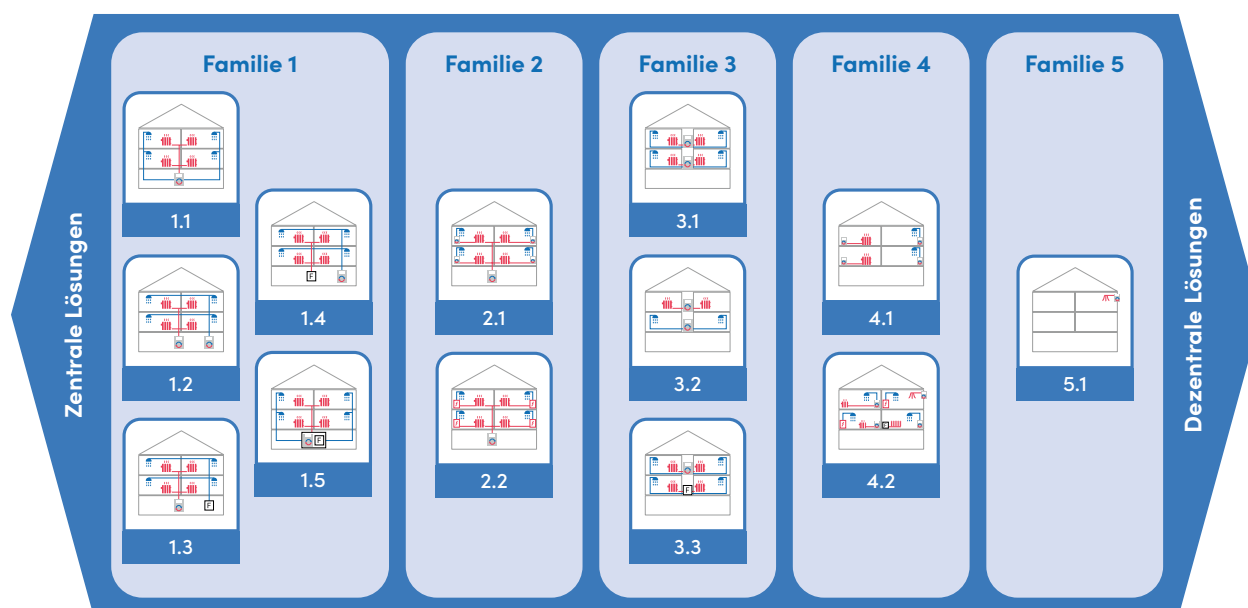 Zentrale Lösungen
Familie 1
1.1
1.2
1.3
F
1.4
F
1.5
F
Familie 2
2.1
2.2
Familie 3
3.1
3.2
3.3
F
Familie 4
4.1
4.2
F
Familie 5
5.1
Dezentrale Lösungen